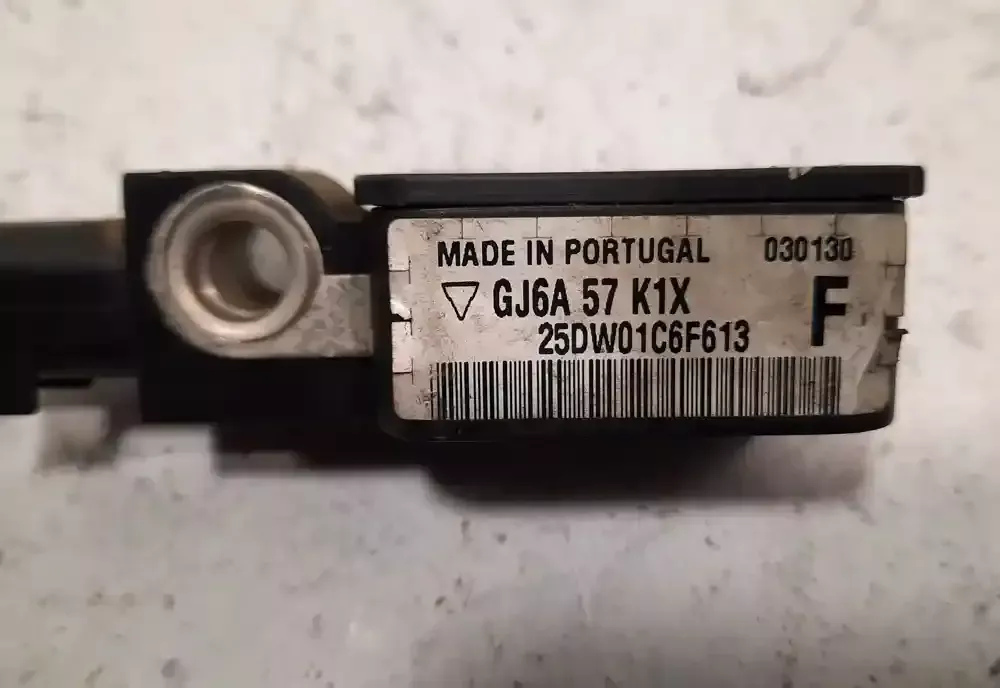 MADE IN PORTUGAL 030130
GJ6A 57 K1X F
25DW01C6F613